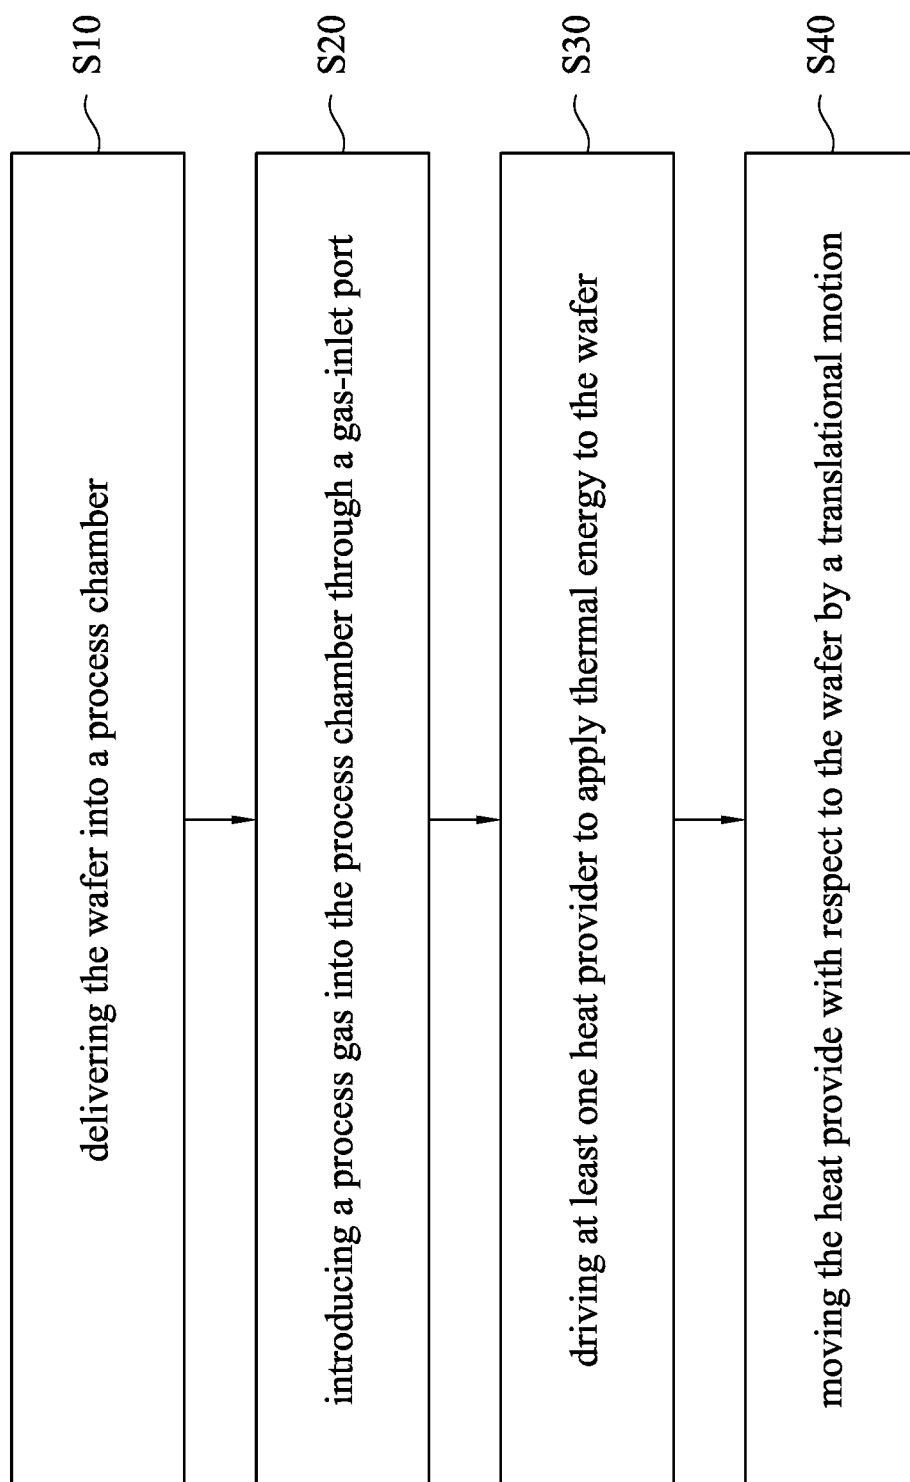 delivering the wafer into a process chamber
S10
introducing a process gas into the process chamber through a gas-inlet port
S20
driving at least one heat provider to apply thermal energy to the wafer
S30
moving the heat provide with respect to the wafer by a translational motion
S40